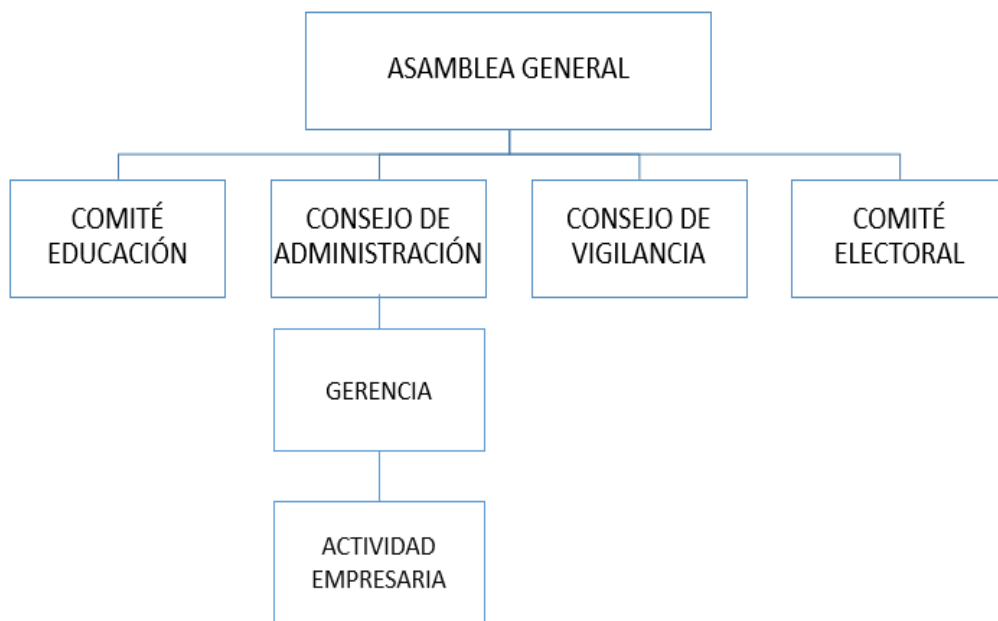 ASAMBLEA GENERAL
COMITÉ
EDUCACIÓN
CONSEJO DE
ADMINISTRACIÓN
CONSEJO DE
VIGILANCIA
COMITÉ
ELECTORAL
GERENCIA
ACTIVIDAD
EMPRESARIA